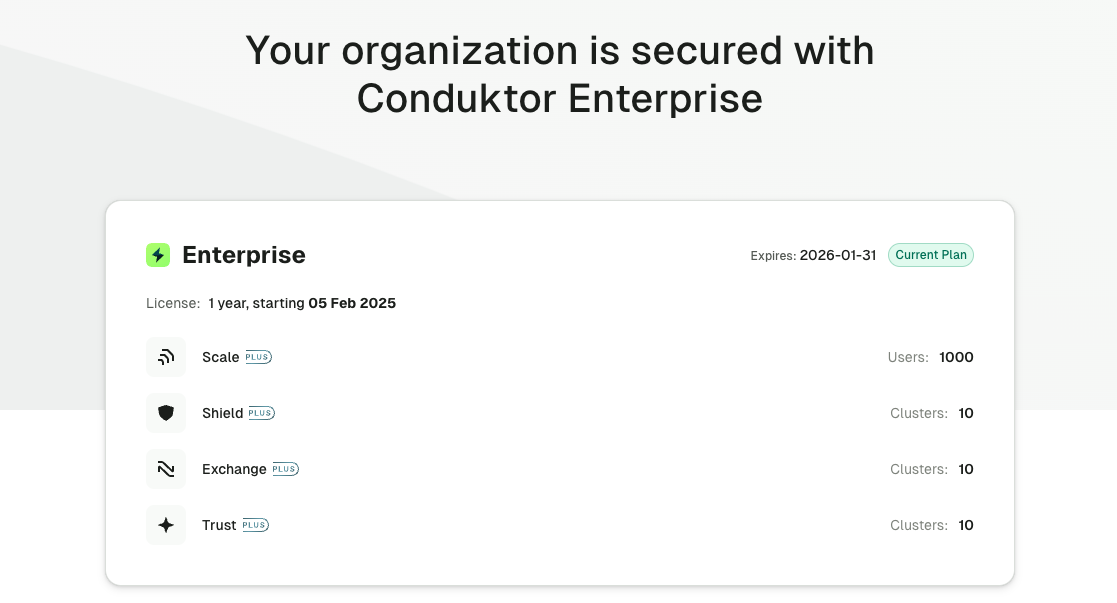 Your organization is secured with
Conduktor Enterprise
Enterprise
Expires: 2026-01-31 Current Plan
License: 1 year, starting 05 Feb 2025
Scale PLUS Users: 1000
Shield PLUS Clusters: 10
Exchange PLUS Clusters: 10
Trust PLUS Clusters: 10